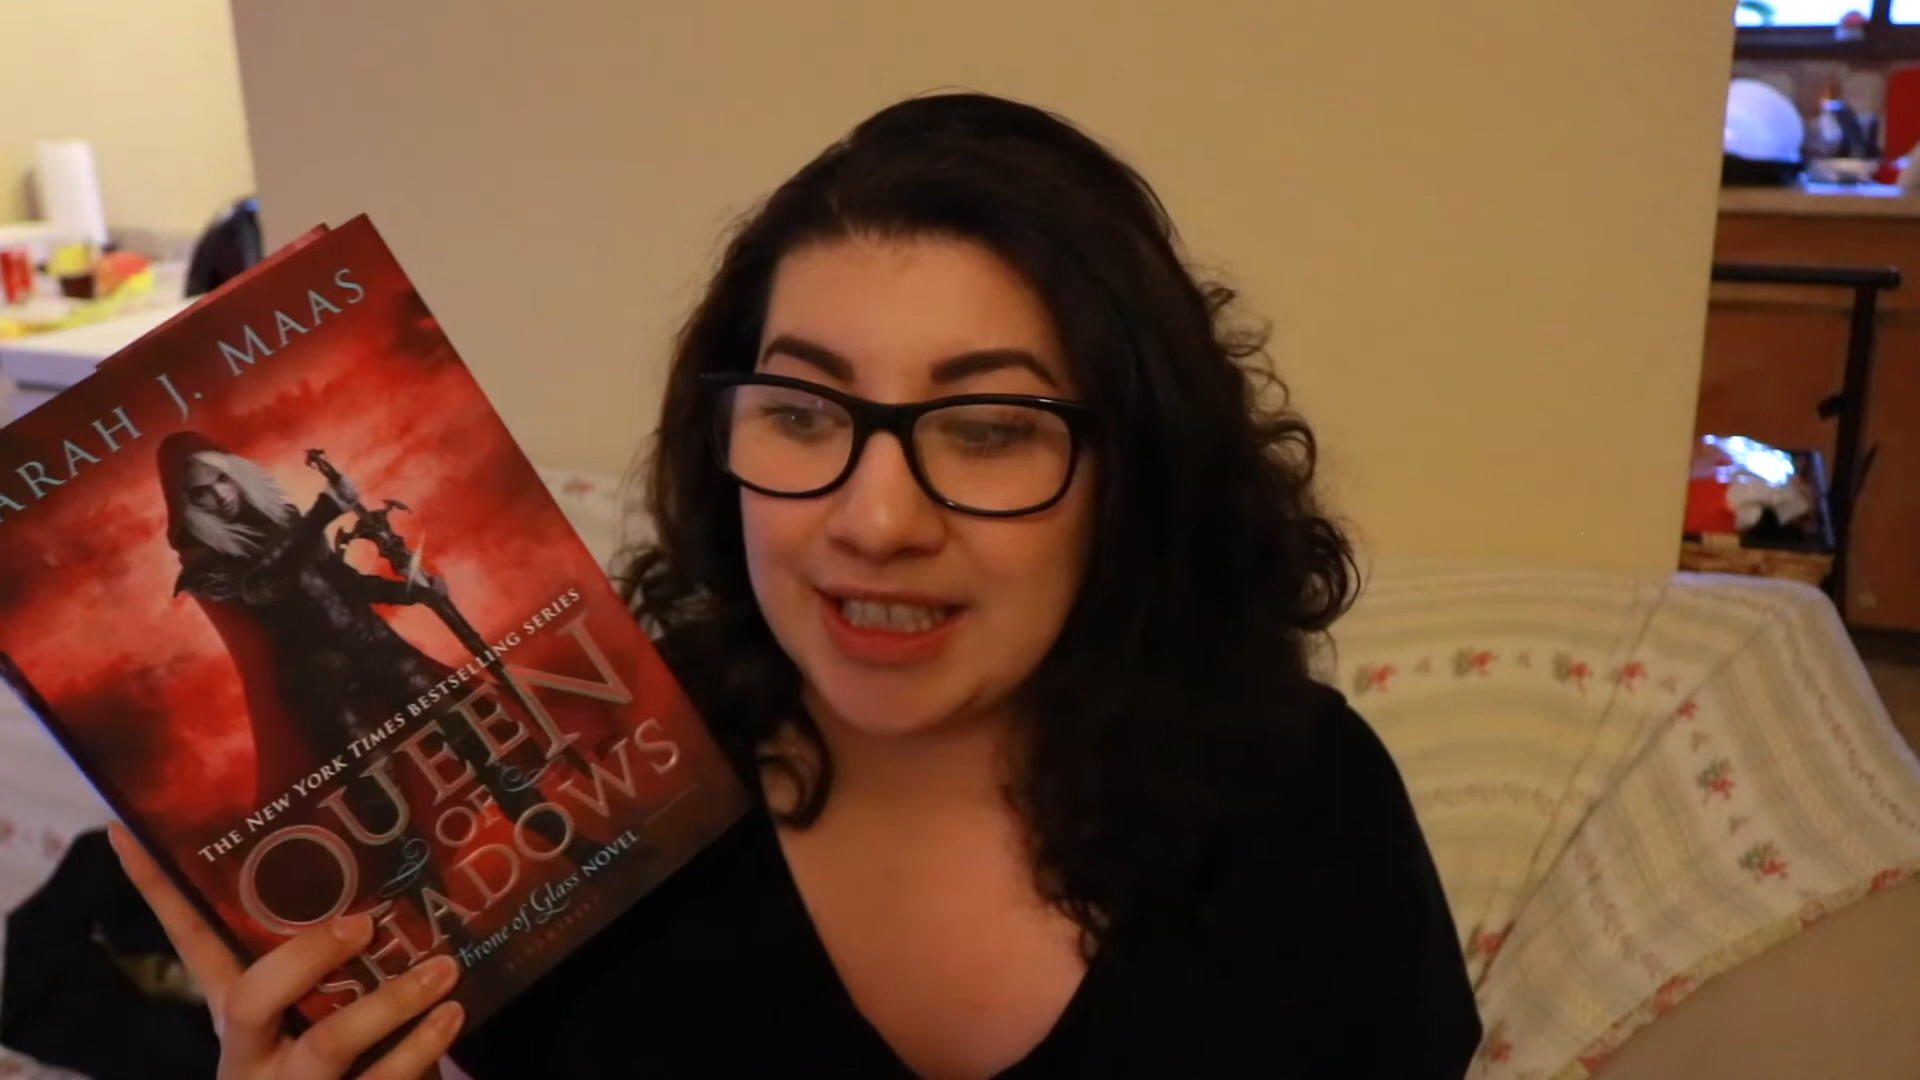 ARAH J. MAAS
THE NEW YORK TIMES BESTSELLING SERIES
QUEEN
OF
SHADOWS
Throne of Glass NOVEL